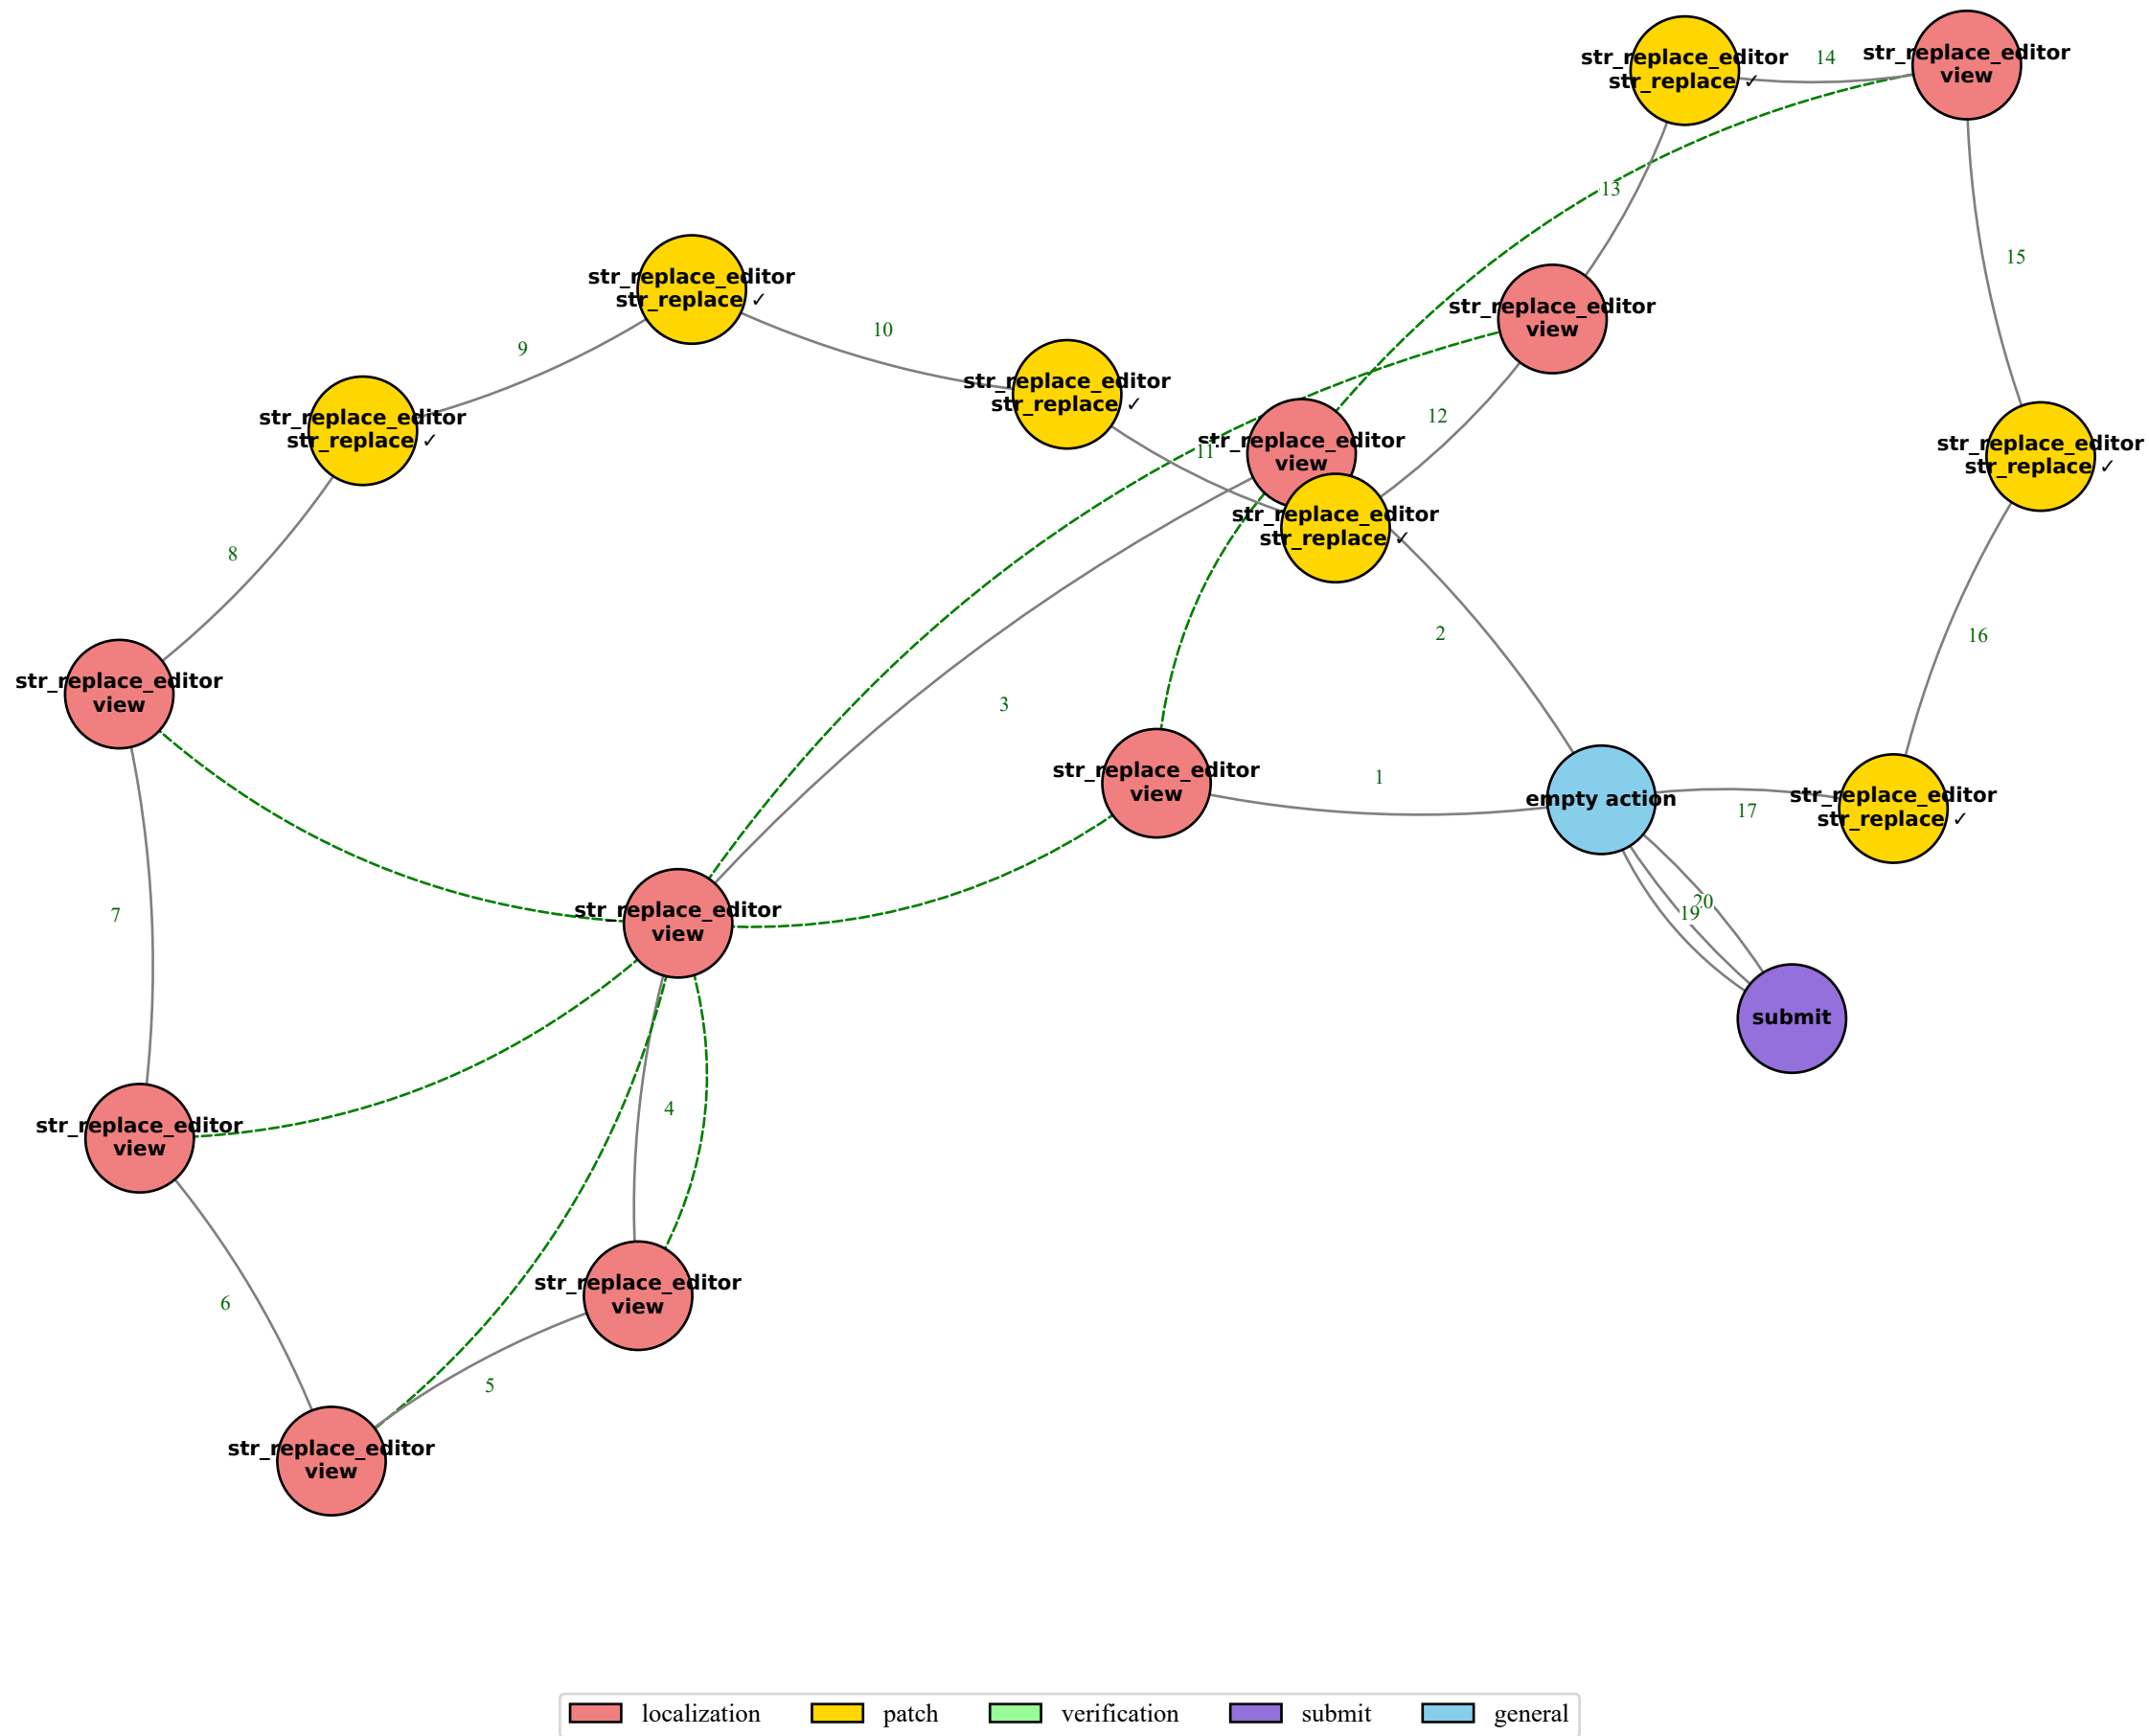 str_replace_editor
str_replace ✓
14
str_replace_editor
view
13
15
str_replace_editor
str_replace ✓
str_replace_editor
view
10
9
str_replace_editor
str_replace ✓
12
str_replace_editor
str_replace ✓
11
str_replace_editor
view
str_replace_editor
str_replace ✓
str_replace_editor
str_replace ✓
8
2
16
str_replace_editor
view
3
str_replace_editor
view
1
empty action
17
str_replace_editor
str_replace ✓
7
str_replace_editor
view
19
20
submit
4
str_replace_editor
view
6
str_replace_editor
view
5
str_replace_editor
view
localization
patch
verification
submit
general